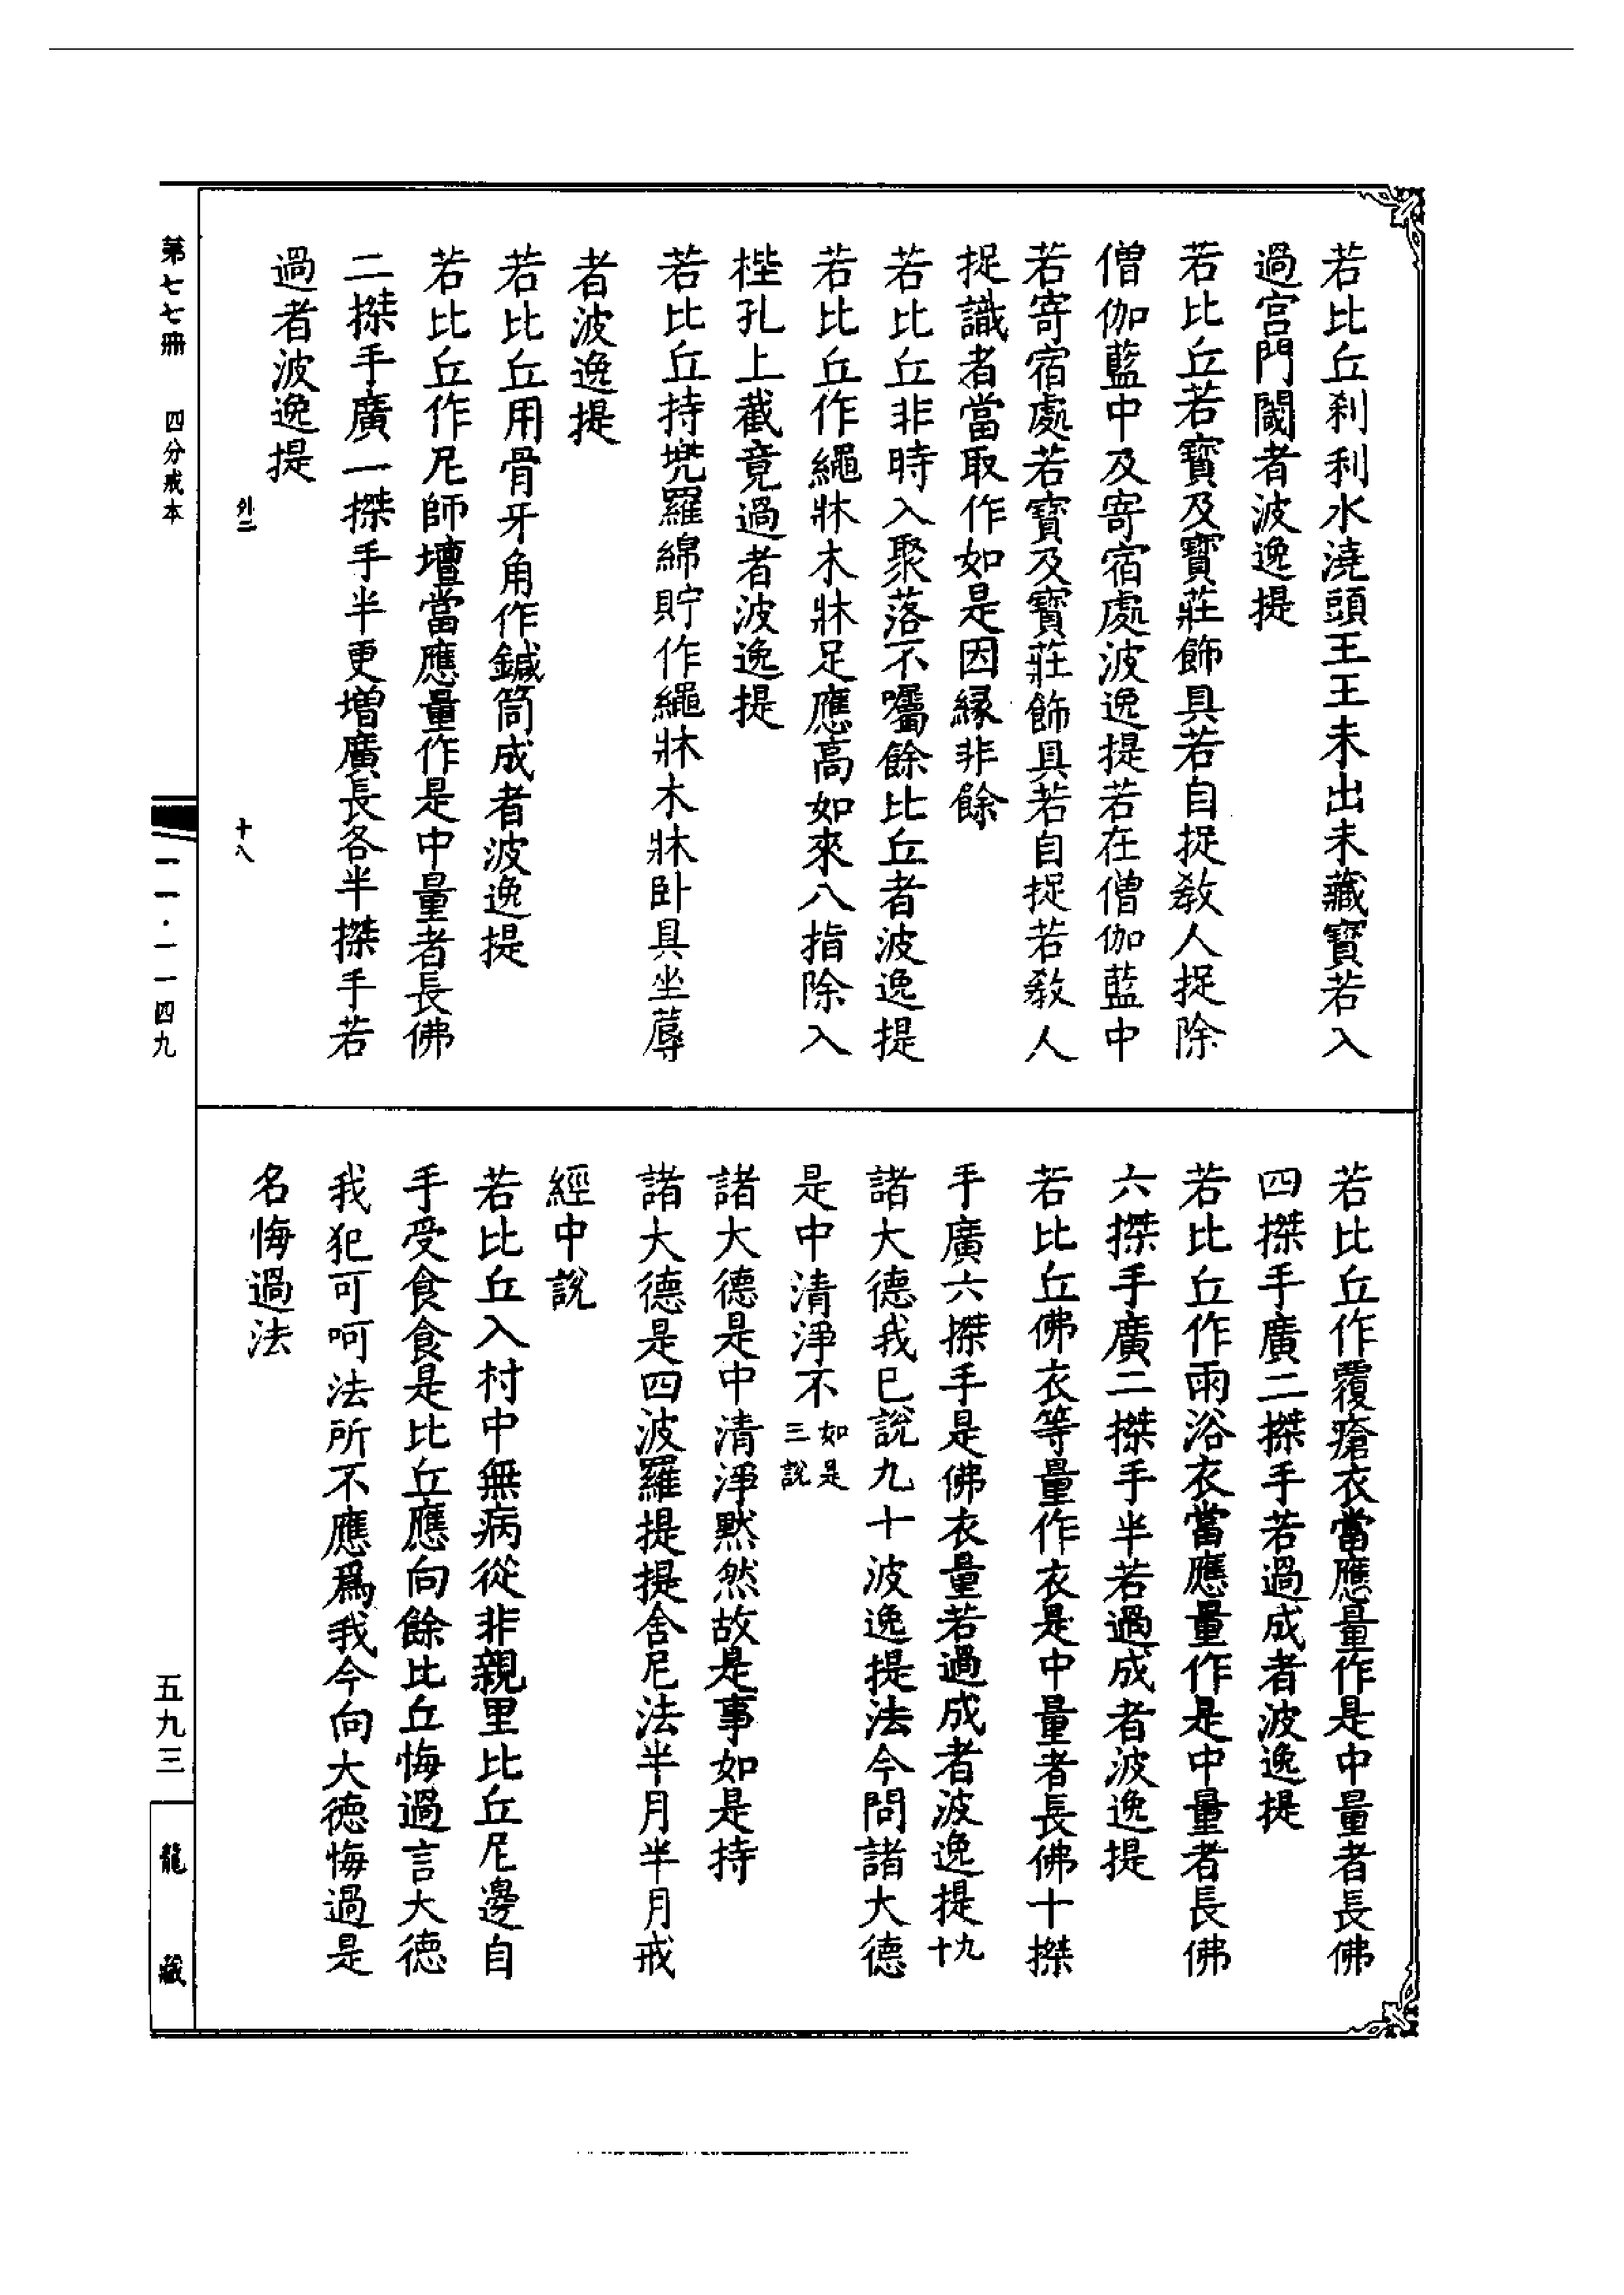 若比丘刹利水澆頭王王未出未藏寶若入
過宮門閾者波逸提
若比丘若寶及寶莊飾具若自捉教人捉除
僧伽藍中及寄宿處波逸提若在僧伽藍中
若寄宿處若寶及寶莊飾具若自捉若教人
捉識者當取作如是因緣非餘
若比丘非時入聚落不囑餘比丘者波逸提
若比丘作繩牀木牀足應高如來八指除入
梐孔上截竟過者波逸提
若比丘持兠羅綿貯作繩牀木牀卧具坐蓐
者波逸提
若比丘用骨牙角作鍼筒成者波逸提
若比丘作尼師壇當應量作是中量者長佛
二搩手廣一搩手半更增廣長各半搩手若
過者波逸提
外二
十八
若比丘作覆瘡衣當應量作是中量者長佛
四搩手廣二搩手若過成者波逸提
若比丘作雨浴衣當應量作是中量者長佛
六搩手廣二搩手半若過成者波逸提
若比丘佛衣等量作衣是中量者長佛十搩
手廣六搩手是佛衣量若過成者波逸提九十
諸大德我已說九十波逸提法今問諸大德
是中清淨不如是三說
諸大德是中清淨默然故是事如是持
諸大德是四波羅提提舍尼法半月半月戒
經中說
若比丘入村中無病從非親里比丘尼邊自
手受食食是比丘應向餘比丘悔過言大德
我犯可呵法所不應爲我今向大德悔過是
名悔過法
第七七冊
四分戒本
一一·一一四九
五九三
龍藏